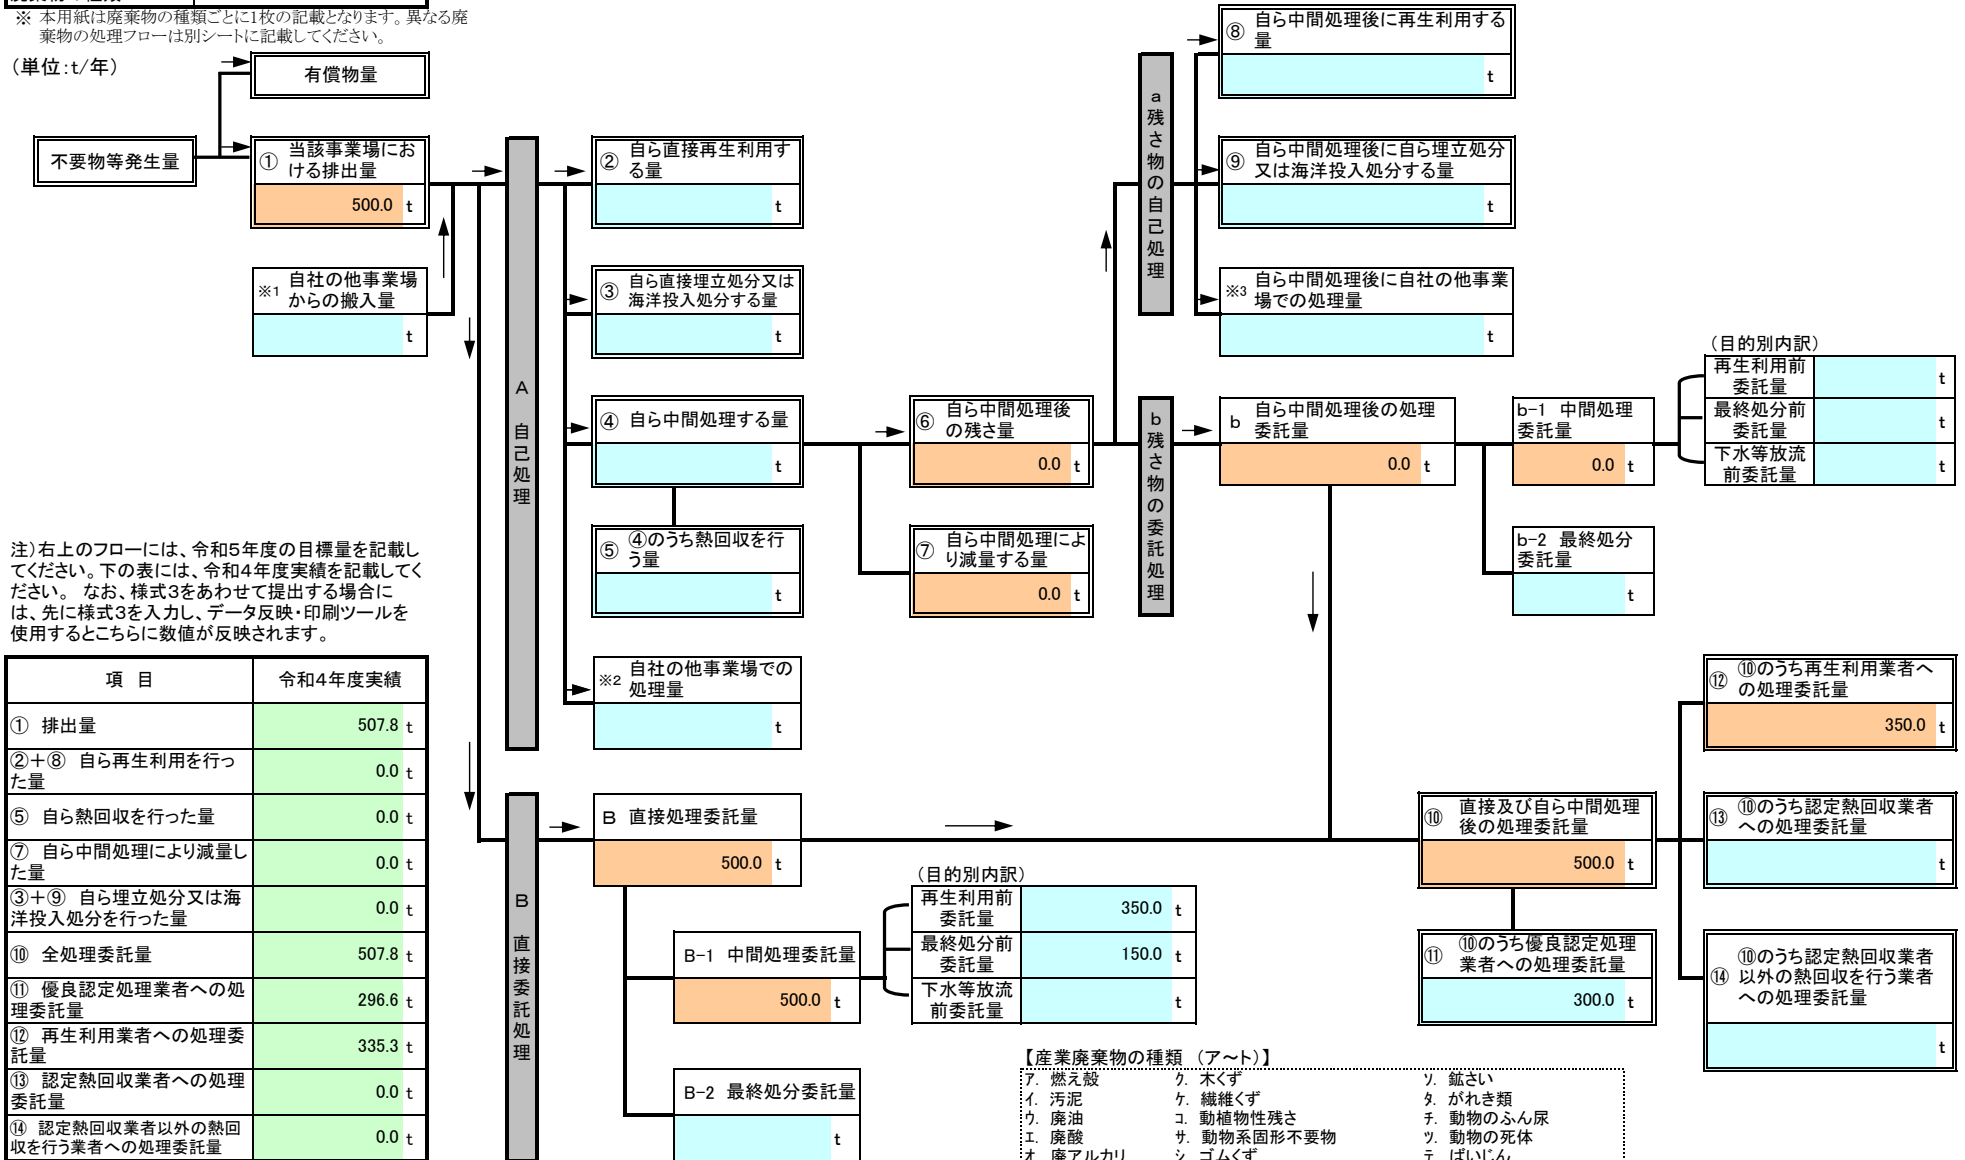 ※ 本用紙は廃棄物の種類ごとに1枚の記載となります。異なる廃
棄物の処理フローは別シートに記載してください。
(単位:t/年)
有償物量
不要物等発生量
① 当該事業場にお
ける排出量
500.0 t
※1 自社の他事業場
からの搬入量
t
A 自己処理
② 自ら直接再生利用す
る量
t
③ 自ら直接埋立処分又は
海洋投入処分する量
t
④ 自ら中間処理する量
t
⑤ ④のうち熱回収を行
う量
t
※2 自社の他事業場での
処理量
t
⑥ 自ら中間処理後
の残さ量
0.0 t
⑦ 自ら中間処理によ
り減量する量
0.0 t
a残さ物の自己処理
⑧ 自ら中間処理後に再生利用する
量
t
⑨ 自ら中間処理後に自ら埋立処分
又は海洋投入処分する量
t
※3 自ら中間処理後に自社の他事業
場での処理量
t
b残さ物の委託処理
b 自ら中間処理後の処理
委託量
0.0 t
b-1 中間処理
委託量
0.0 t
b-2 最終処分
委託量
t
(目的別内訳)
再生利用前
委託量
t
最終処分前
委託量
t
下水等放流
前委託量
t
注)右上のフローには、令和5年度の目標量を記載し
てください。下の表には、令和4年度実績を記載してく
ださい。 なお、様式3をあわせて提出する場合に
は、先に様式3を入力し、データ反映・印刷ツールを
使用するとこちらに数値が反映されます。
項 目 令和4年度実績
① 排出量 507.8 t
②+⑧ 自ら再生利用を行っ
た量 0.0 t
⑤ 自ら熱回収を行った量 0.0 t
⑦ 自ら中間処理により減量し
た量 0.0 t
③+⑨ 自ら埋立処分又は海
洋投入処分を行った量 0.0 t
⑩ 全処理委託量 507.8 t
⑪ 優良認定処理業者への処
理委託量 296.6 t
⑫ 再生利用業者への処理委
託量 335.3 t
⑬ 認定熱回収業者への処理
委託量 0.0 t
⑭ 認定熱回収業者以外の熱回
収を行う業者への処理委託量 0.0 t
B 直接委託処理
B 直接処理委託量
500.0 t
B-1 中間処理委託量
500.0 t
B-2 最終処分委託量
t
(目的別内訳)
再生利用前
委託量
350.0 t
最終処分前
委託量
150.0 t
下水等放流
前委託量
t
⑩ 直接及び自ら中間処理
後の処理委託量
500.0 t
⑪ ⑩のうち優良認定処理
業者への処理委託量
300.0 t
⑫ ⑩のうち再生利用業者へ
の処理委託量
350.0 t
⑬ ⑩のうち認定熱回収業者
への処理委託量
t
⑭ ⑩のうち認定熱回収業者
以外の熱回収を行う業者
への処理委託量
t
【産業廃棄物の種類 (ア~ト)】
ア. 燃え殻 ク. 木くず ソ. 鉱さい
イ. 汚泥 ケ. 繊維くず タ. がれき類
ウ. 廃油 コ. 動植物性残さ チ. 動物のふん尿
エ. 廃酸 サ. 動物系固形不要物 ツ. 動物の死体
オ. 廃アルカリ シ. ゴムくず テ. ばいじん